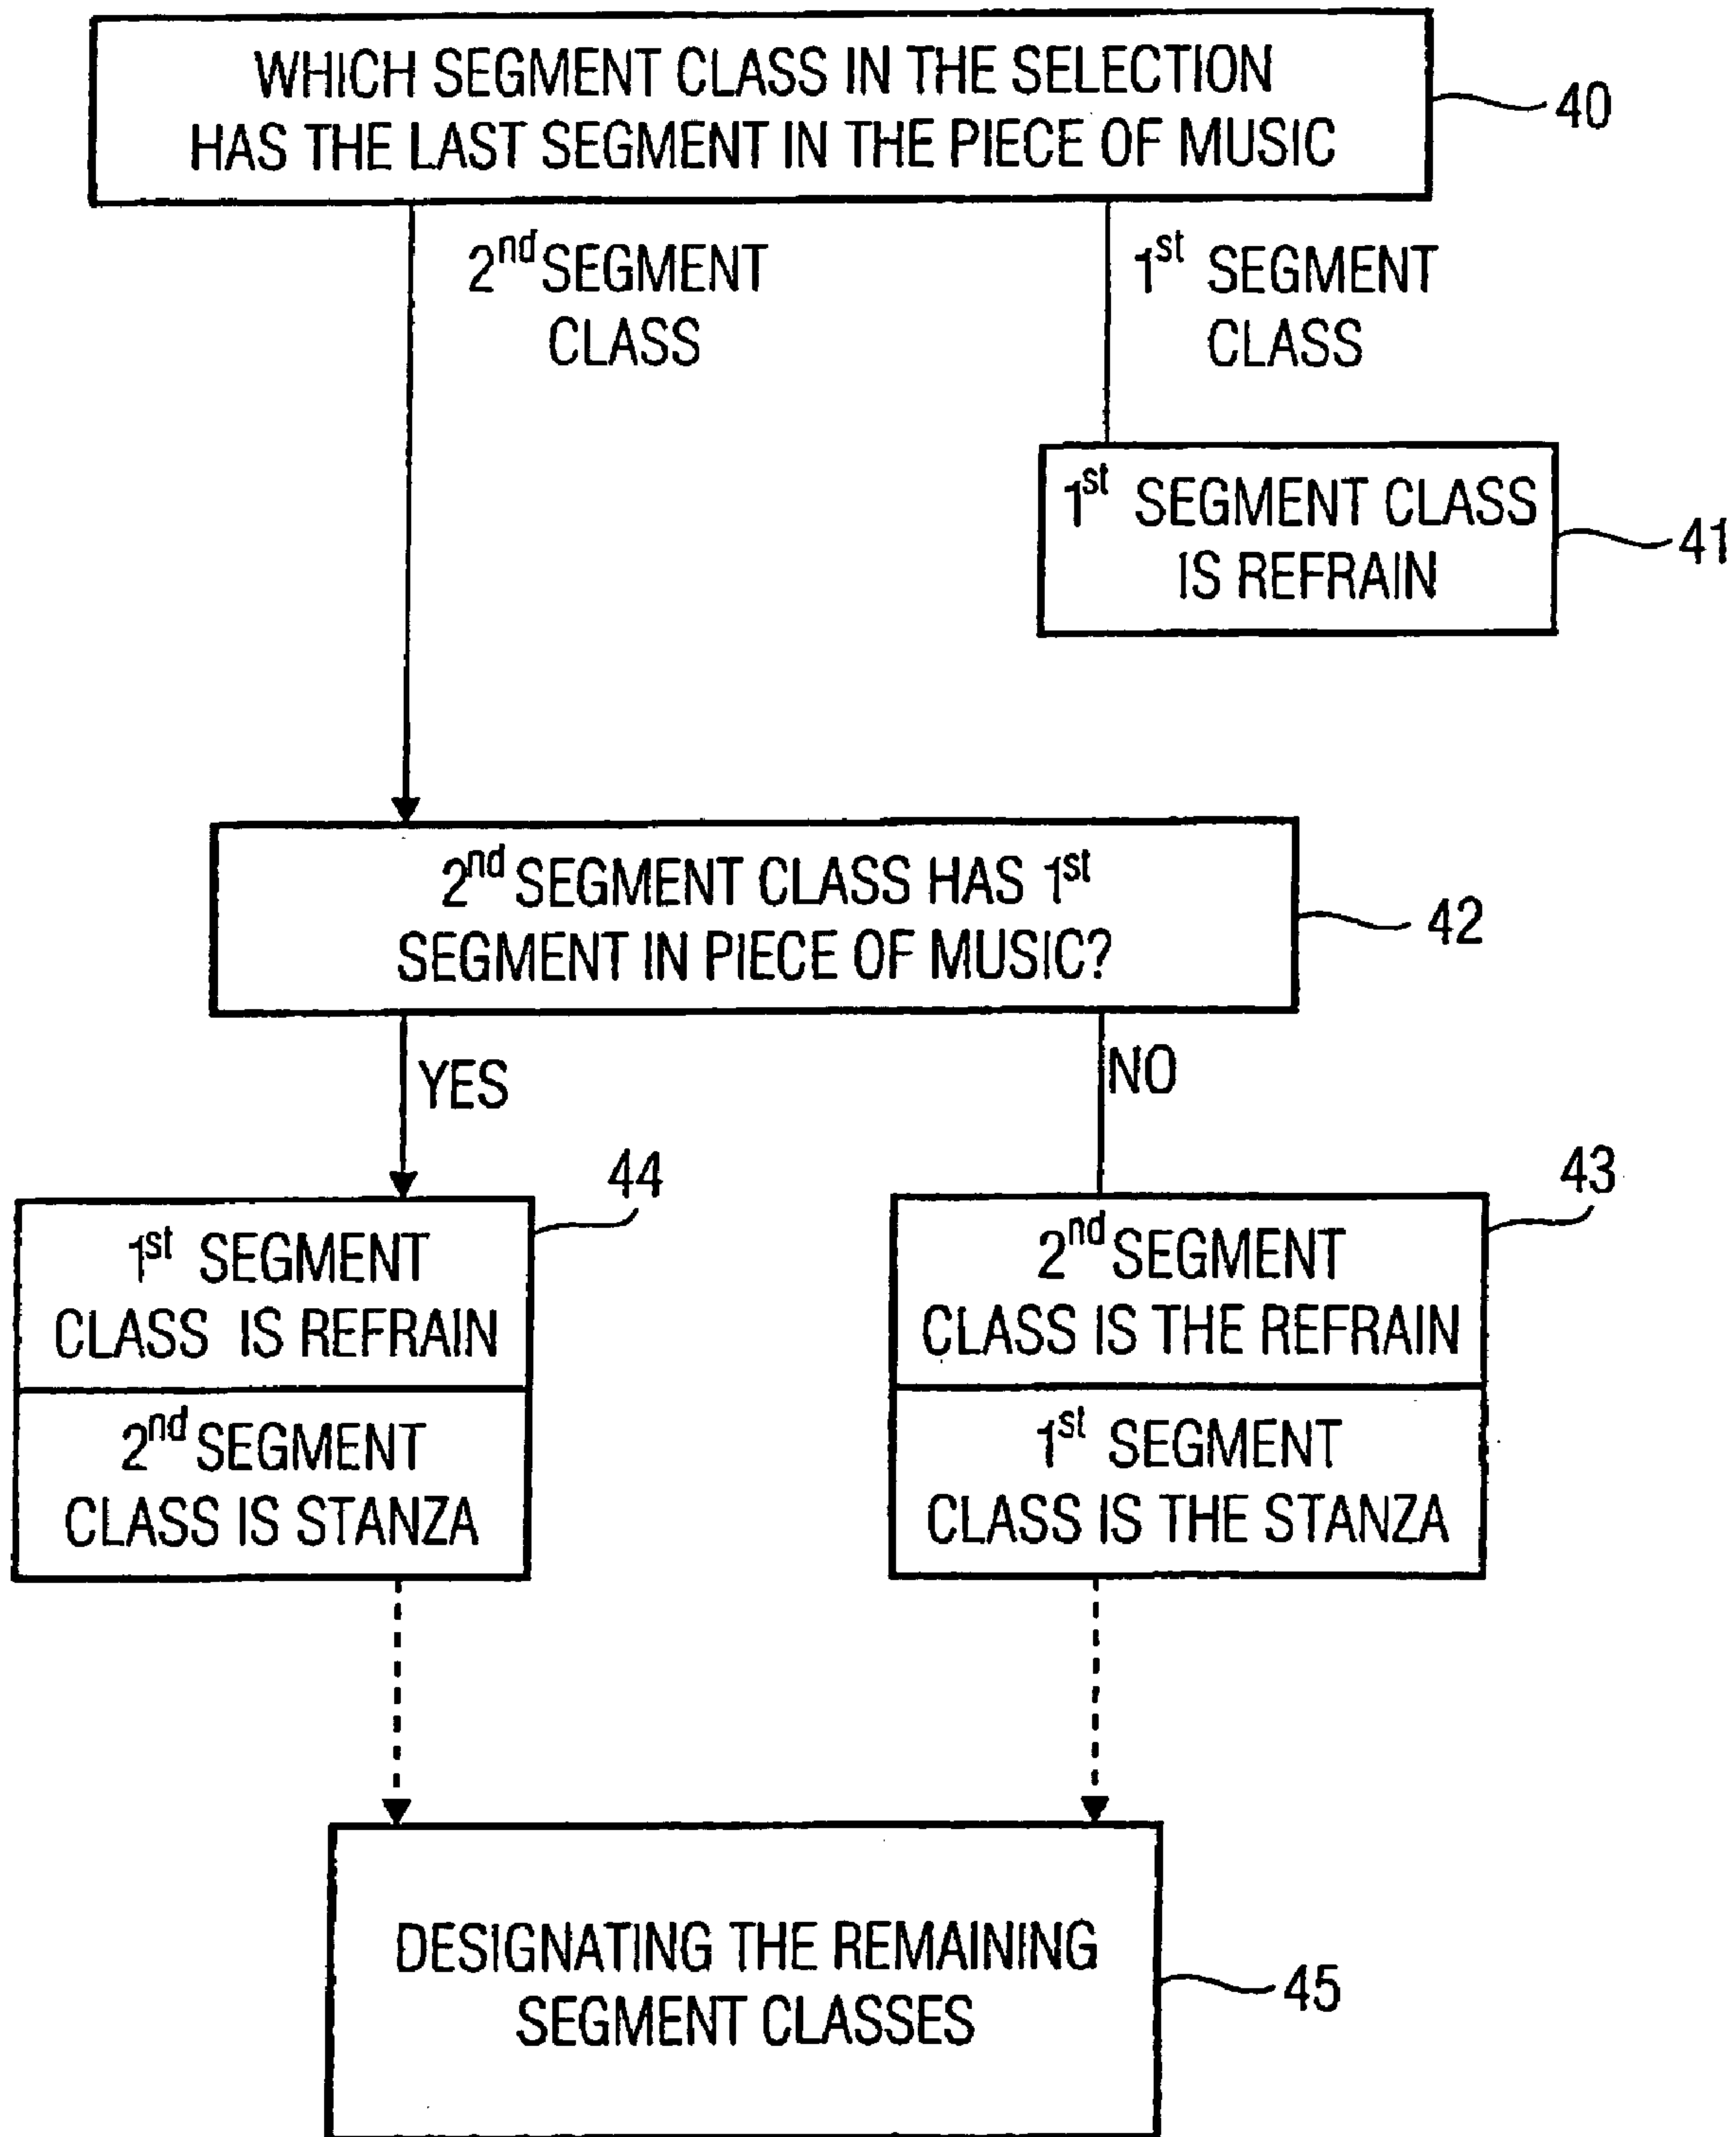 WHICH SEGMENT CLASS IN THE SELECTION
HAS THE LAST SEGMENT IN THE PIECE OF MUSIC
40
2nd SEGMENT
CLASS
1st SEGMENT
CLASS
1st SEGMENT CLASS
IS REFRAIN
41
2nd SEGMENT CLASS HAS 1st
SEGMENT IN PIECE OF MUSIC?
42
YES
NO
44
43
1st SEGMENT
CLASS IS REFRAIN
2nd SEGMENT
CLASS IS STANZA
2nd SEGMENT
CLASS IS THE REFRAIN
1st SEGMENT
CLASS IS THE STANZA
DESIGNATING THE REMAINING
SEGMENT CLASSES
45